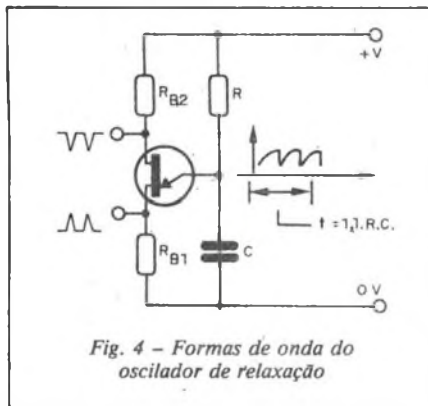 +V
R_B2
R
t = 1,1.R.C.
R_B1
C
0 V
Fig. 4 – Formas de onda do
oscilador de relaxação